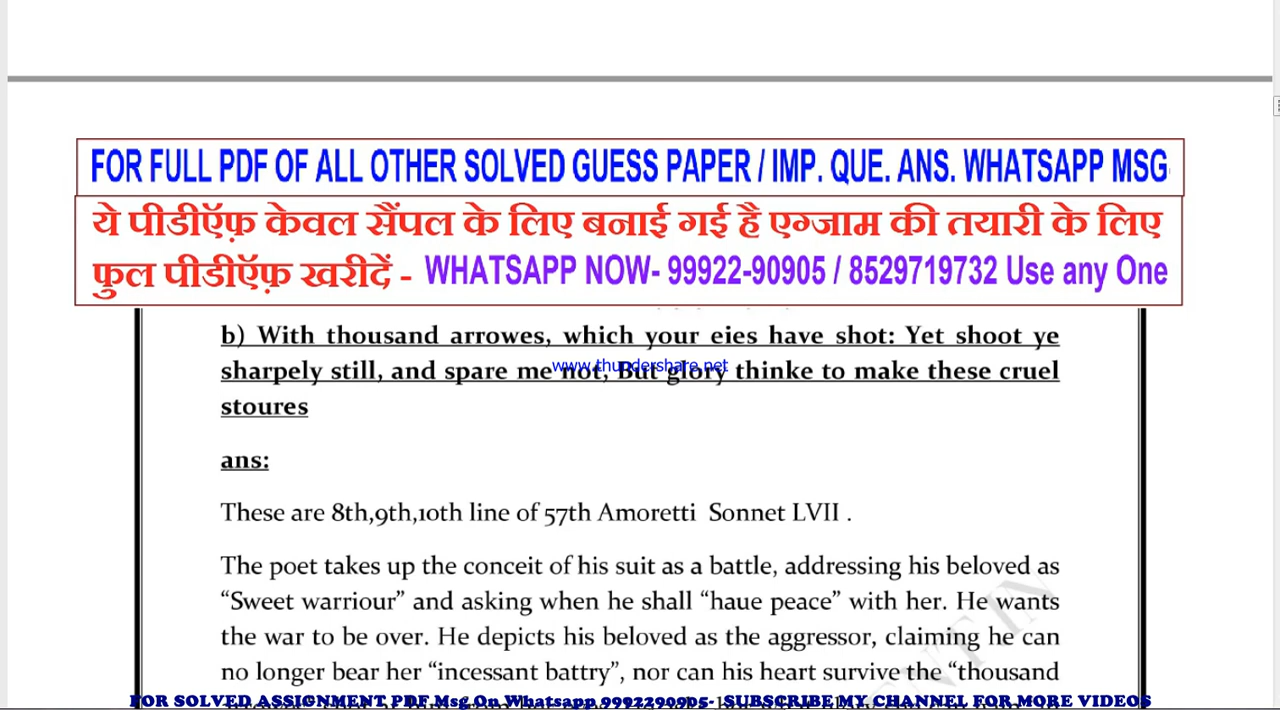 FOR FULL PDF OF ALL OTHER SOLVED GUESS PAPER / IMP. QUE. ANS. WHATSAPP MSG
ये पीडीऍफ़ केवल सैंपल के लिए बनाई गई है एग्जाम की तयारी के लिए
फुल पीडीऍफ़ खरीदें - WHATSAPP NOW- 99922-90905 / 8529719732 Use any One
b) With thousand arrowes, which your eies have shot: Yet shoot ye
www.thundershare.net
sharpely still, and spare me not, But glory thinke to make these cruel
stoures
ans:
These are 8th,9th,10th line of 57th Amoretti Sonnet LVII .
The poet takes up the conceit of his suit as a battle, addressing his beloved as
“Sweet warriour” and asking when he shall “haue peace” with her. He wants
the war to be over. He depicts his beloved as the aggressor, claiming he can
no longer bear her “incessant battry”, nor can his heart survive the “thousand
FOR SOLVED ASSIGNMENT PDF Msg On Whatsapp 9992290905- SUBSCRIBE MY CHANNEL FOR MORE VIDEOS